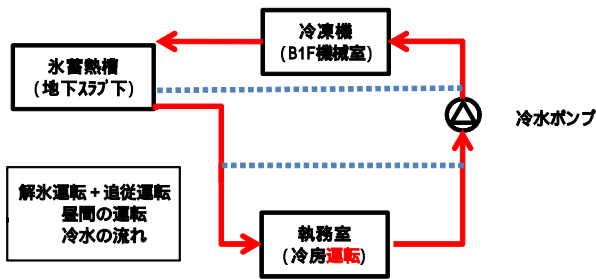 冷凍機
(B1F機械室)
氷蓄熱槽
(地下ｽﾗﾌﾞ下)
冷水ポンプ
解氷運転+追従運転
昼間の運転
冷水の流れ
執務室
(冷房運転)